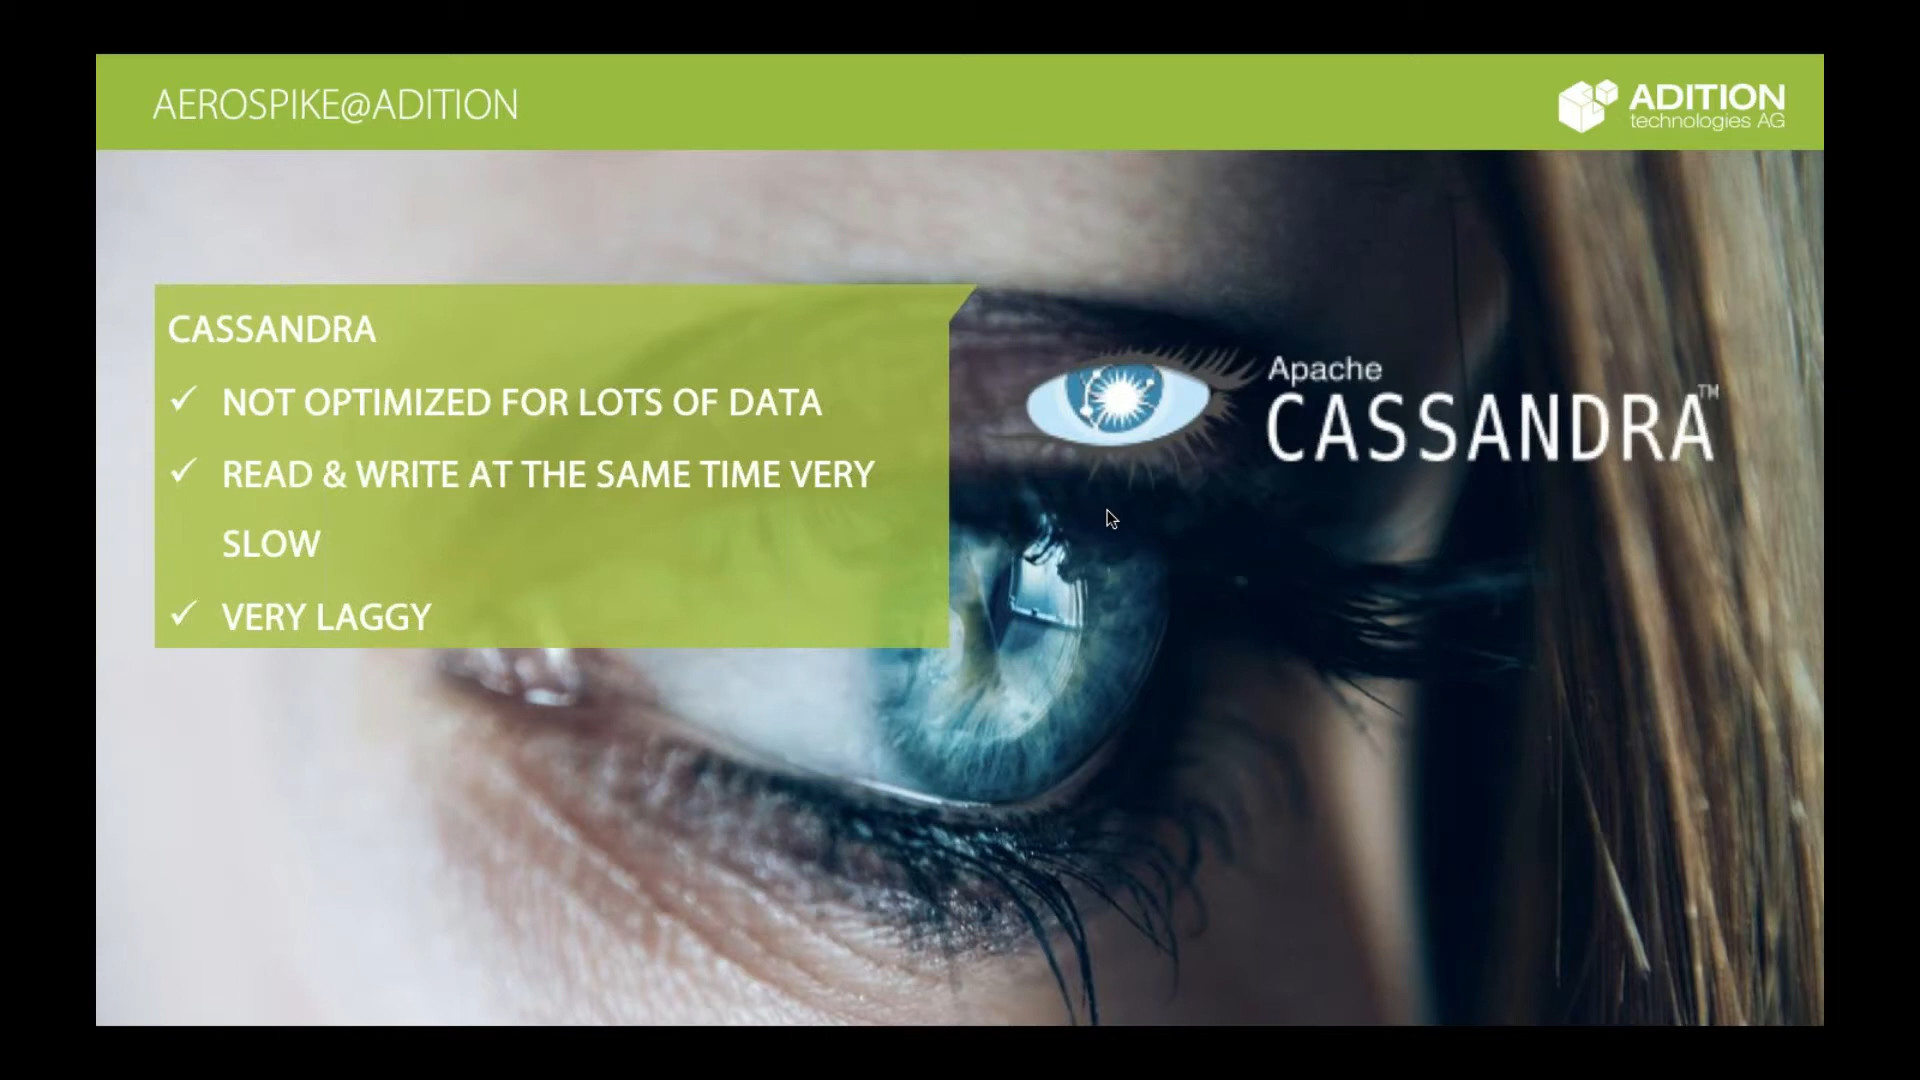 AEROSPIKE@ADITION
ADITION
technologies AG
CASSANDRA
✓ NOT OPTIMIZED FOR LOTS OF DATA
✓ READ & WRITE AT THE SAME TIME VERY
SLOW
✓ VERY LAGGY
Apache
CASSANDRA™